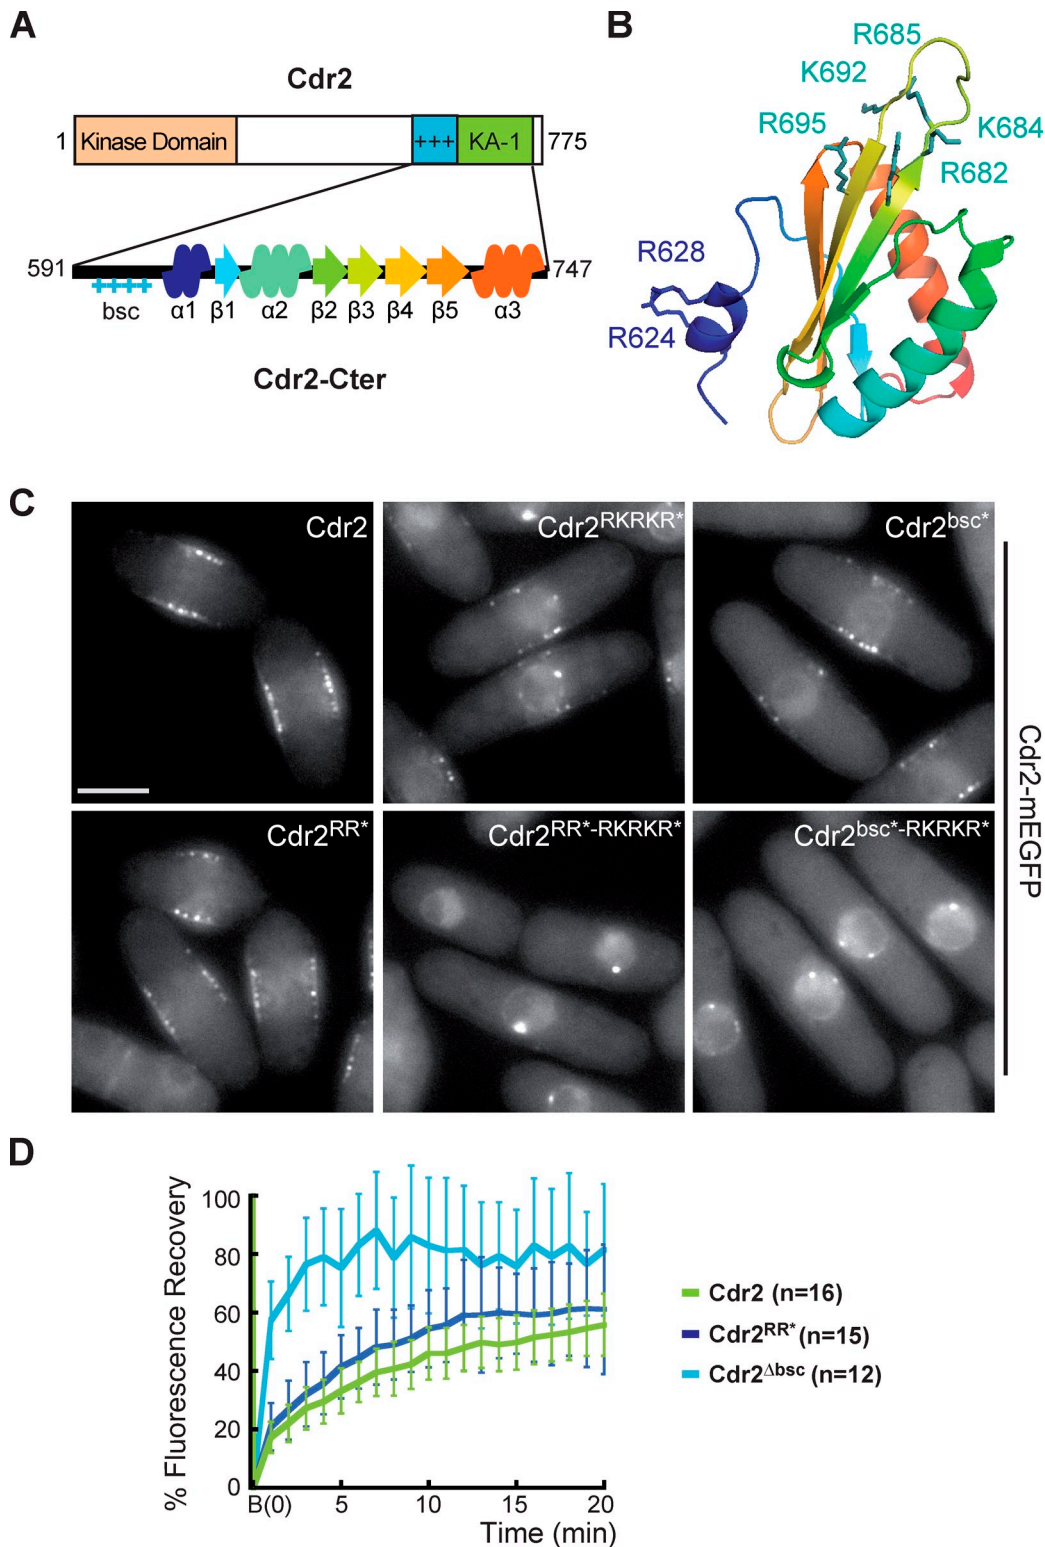 A
Cdr2
1 Kinase Domain +++ KA-1 775
591 747
++++
bsc α1 β1 α2 β2 β3 β4 β5 α3
Cdr2-Cter
B
R685
K692
R695
K684
R682
R628
R624
C
Cdr2
Cdr2RKRKR*
Cdr2bsc*
Cdr2RR*
Cdr2RR*-RKRKR*
Cdr2bsc*-RKRKR*
Cdr2-mEGFP
D
% Fluorescence Recovery
100
80
60
40
20
0
B(0) 5 10 15 20
Time (min)
Cdr2 (n=16)
Cdr2RR* (n=15)
Cdr2Δbsc (n=12)